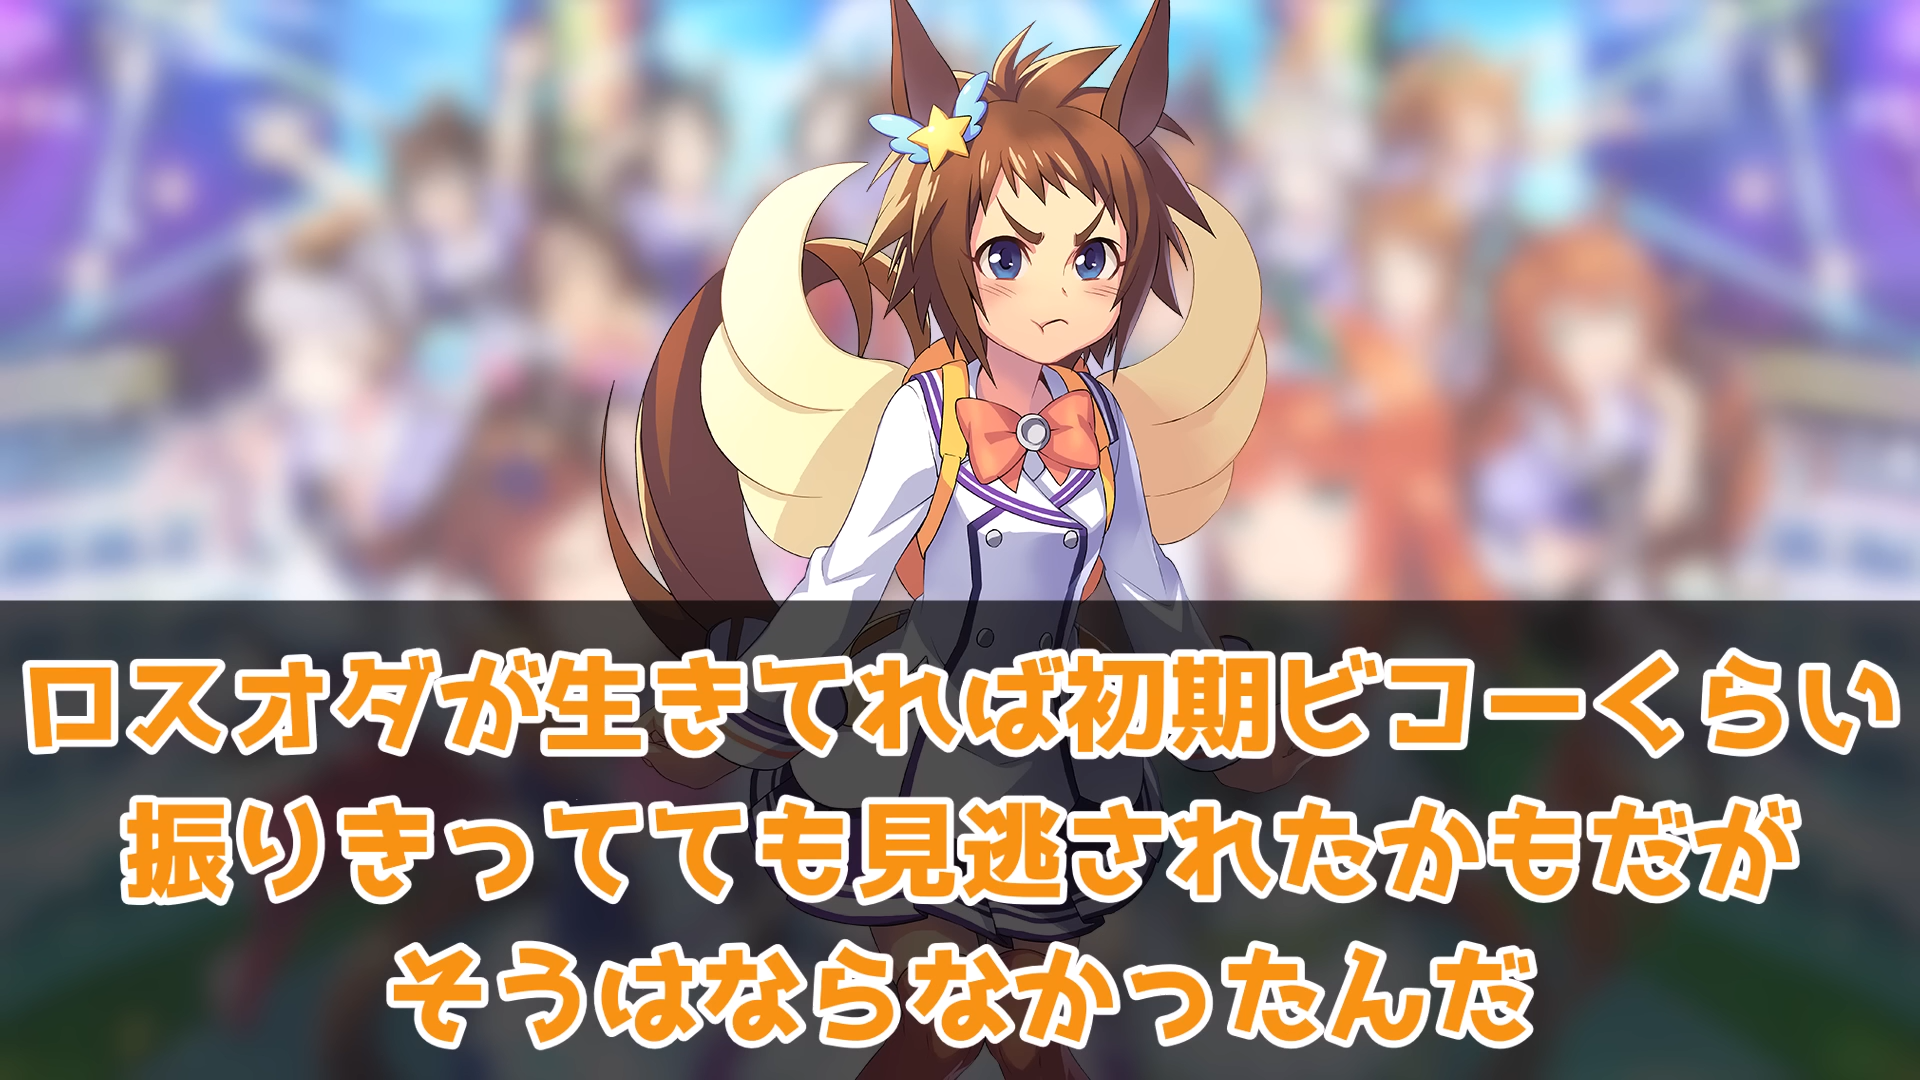 ロスオダが生きてれば初期ビコーくらい
振りきってても見逃されたかもだが
そうはならなかったんだ